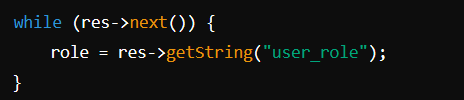 while (res->next()) {
    role = res->getString("user_role");
}